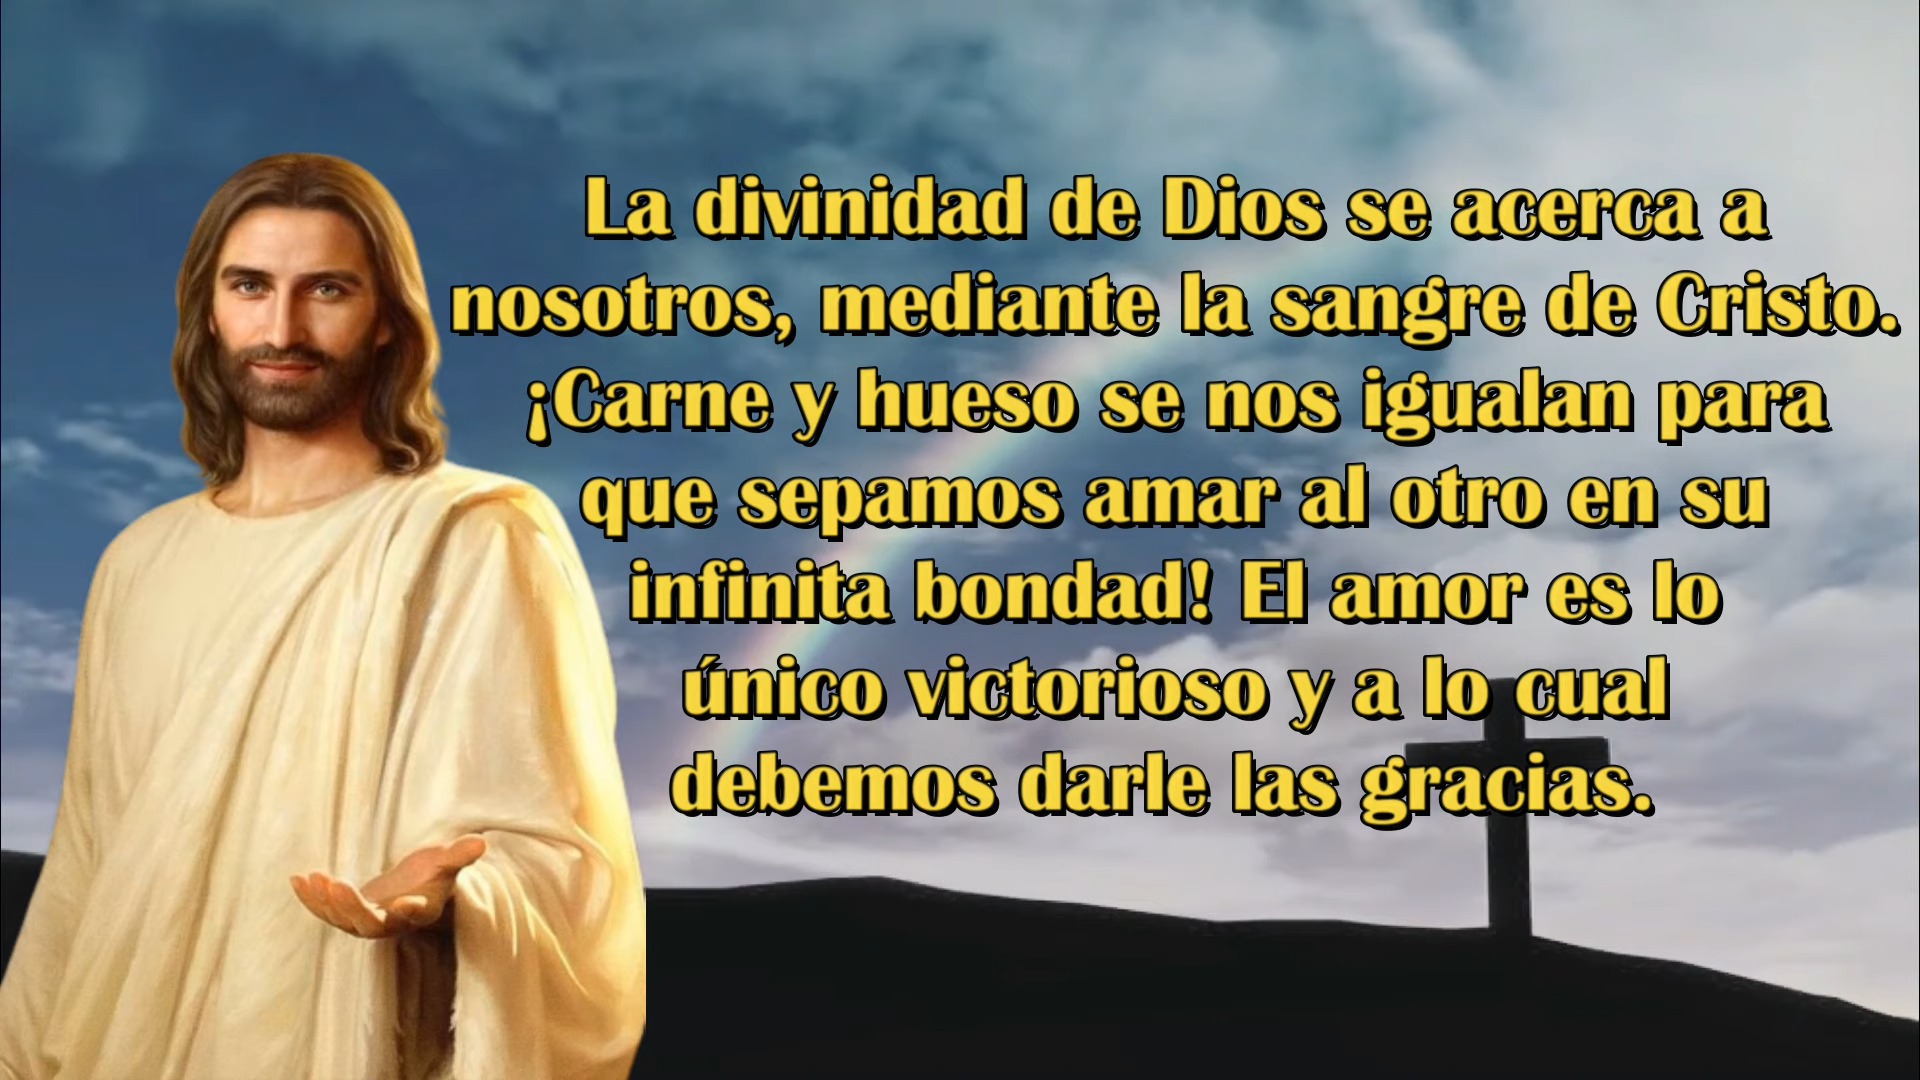 La divinidad de Dios se acerca a
nosotros, mediante la sangre de Cristo.
¡Carne y hueso se nos igualan para
que sepamos amar al otro en su
infinita bondad! El amor es lo
único victorioso y a lo cual
debemos darle las gracias.